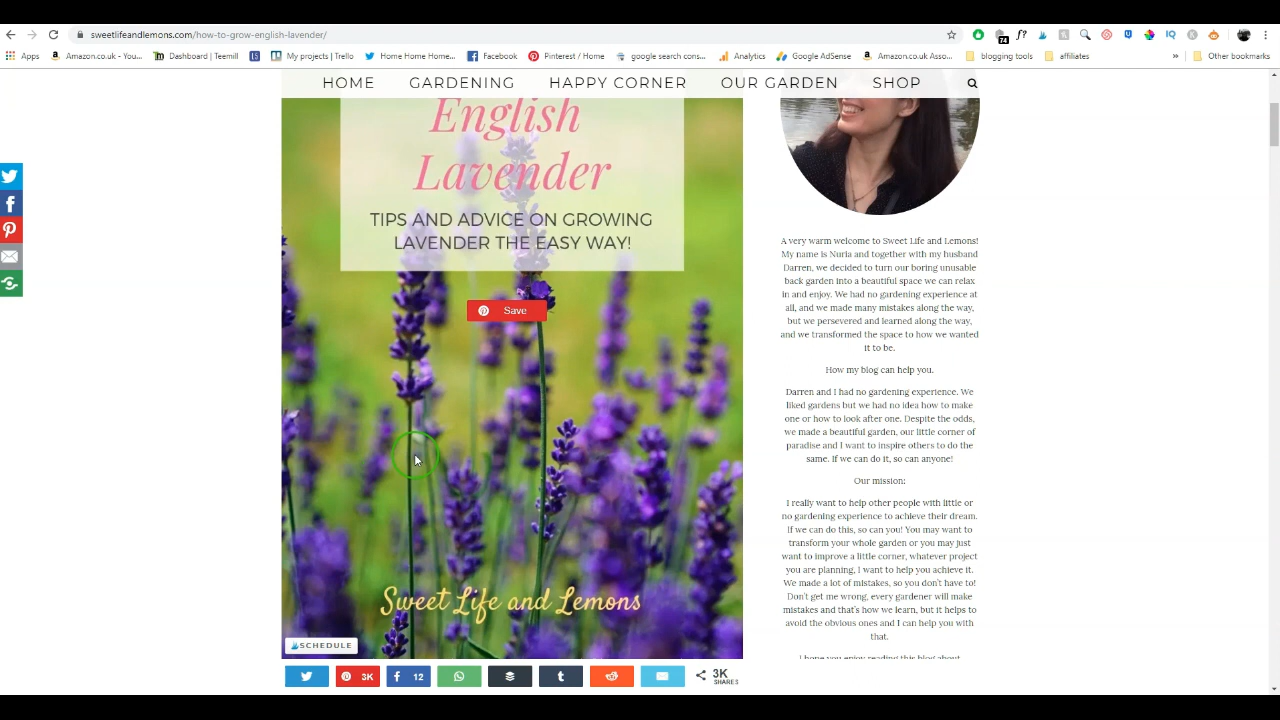 sweetlifeandlemons.com/how-to-grow-english-lavender/
Apps
Amazon.co.uk - You...
Dashboard | Teemill
My projects | Trello
Home Home Home...
Facebook
Pinterest / Home
google search cons...
Analytics
Google AdSense
Amazon.co.uk Asso...
blogging tools
affiliates
»
Other bookmarks
HOME
GARDENING
HAPPY CORNER
OUR GARDEN
SHOP
English
Lavender
TIPS AND ADVICE ON GROWING
LAVENDER THE EASY WAY!
Save
Sweet Life and Lemons
SCHEDULE
3K
12
3K
SHARES
A very warm welcome to Sweet Life and Lemons!
My name is Nuria and together with my husband
Darren, we decided to turn our boring unusable
back garden into a beautiful space we can relax
in and enjoy. We had no gardening experience at
all, and we made many mistakes along the way,
but we persevered and learned along the way,
and we transformed the space to how we wanted
it to be.
How my blog can help you.
Darren and I had no gardening experience. We
liked gardens but we had no idea how to make
one or how to look after one. Despite the odds,
we made a beautiful garden, our little corner of
paradise and I want to inspire others to do the
same. If we can do it, so can anyone!
Our mission:
I really want to help other people with little or
no gardening experience to achieve their dream.
If we can do this, so can you! You may want to
transform your whole garden or you may just
want to improve a little corner, whatever project
you are planning, I want to help you achieve it.
We made a lot of mistakes, so you don't have to!
Don't get me wrong, every gardener will make
mistakes and that's how we learn, but it helps to
avoid the obvious ones and I can help you with
that.
I hope you enjoy reading this blog about